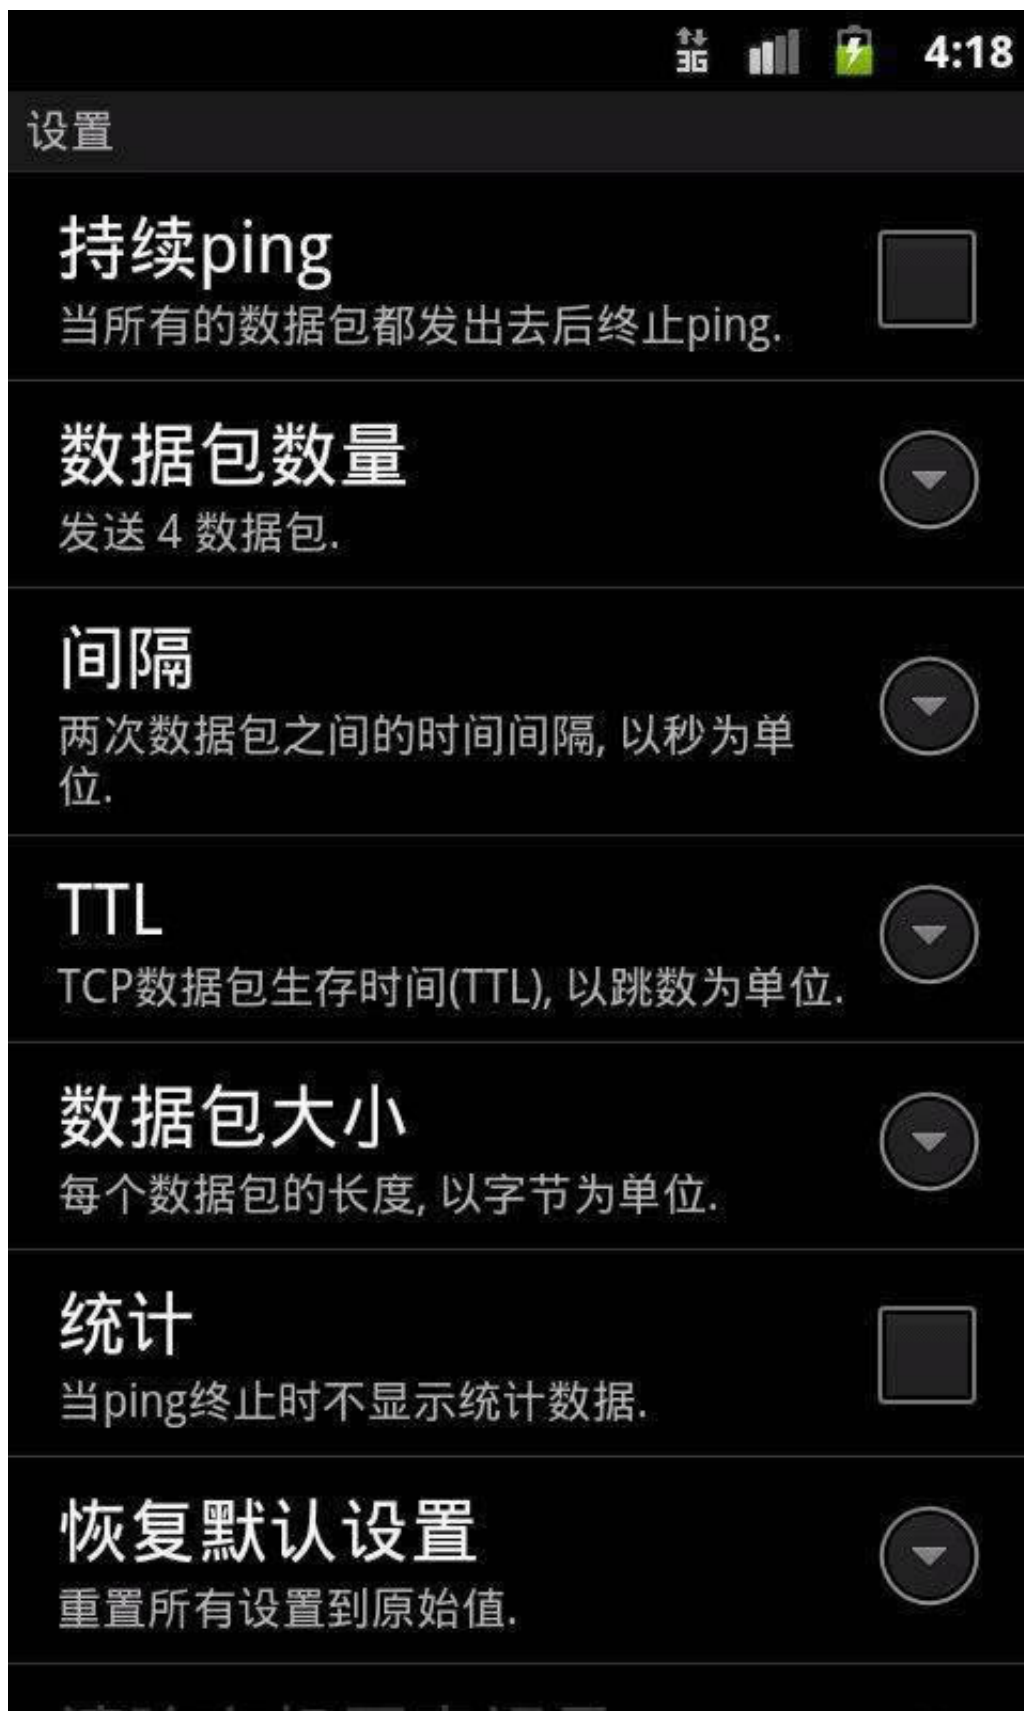 3G 4:18
设置
持续ping
当所有的数据包都发出去后终止ping.
数据包数量
发送 4 数据包.
间隔
两次数据包之间的时间间隔, 以秒为单
位.
TTL
TCP数据包生存时间(TTL), 以跳数为单位.
数据包大小
每个数据包的长度, 以字节为单位.
统计
当ping终止时不显示统计数据.
恢复默认设置
重置所有设置到原始值.